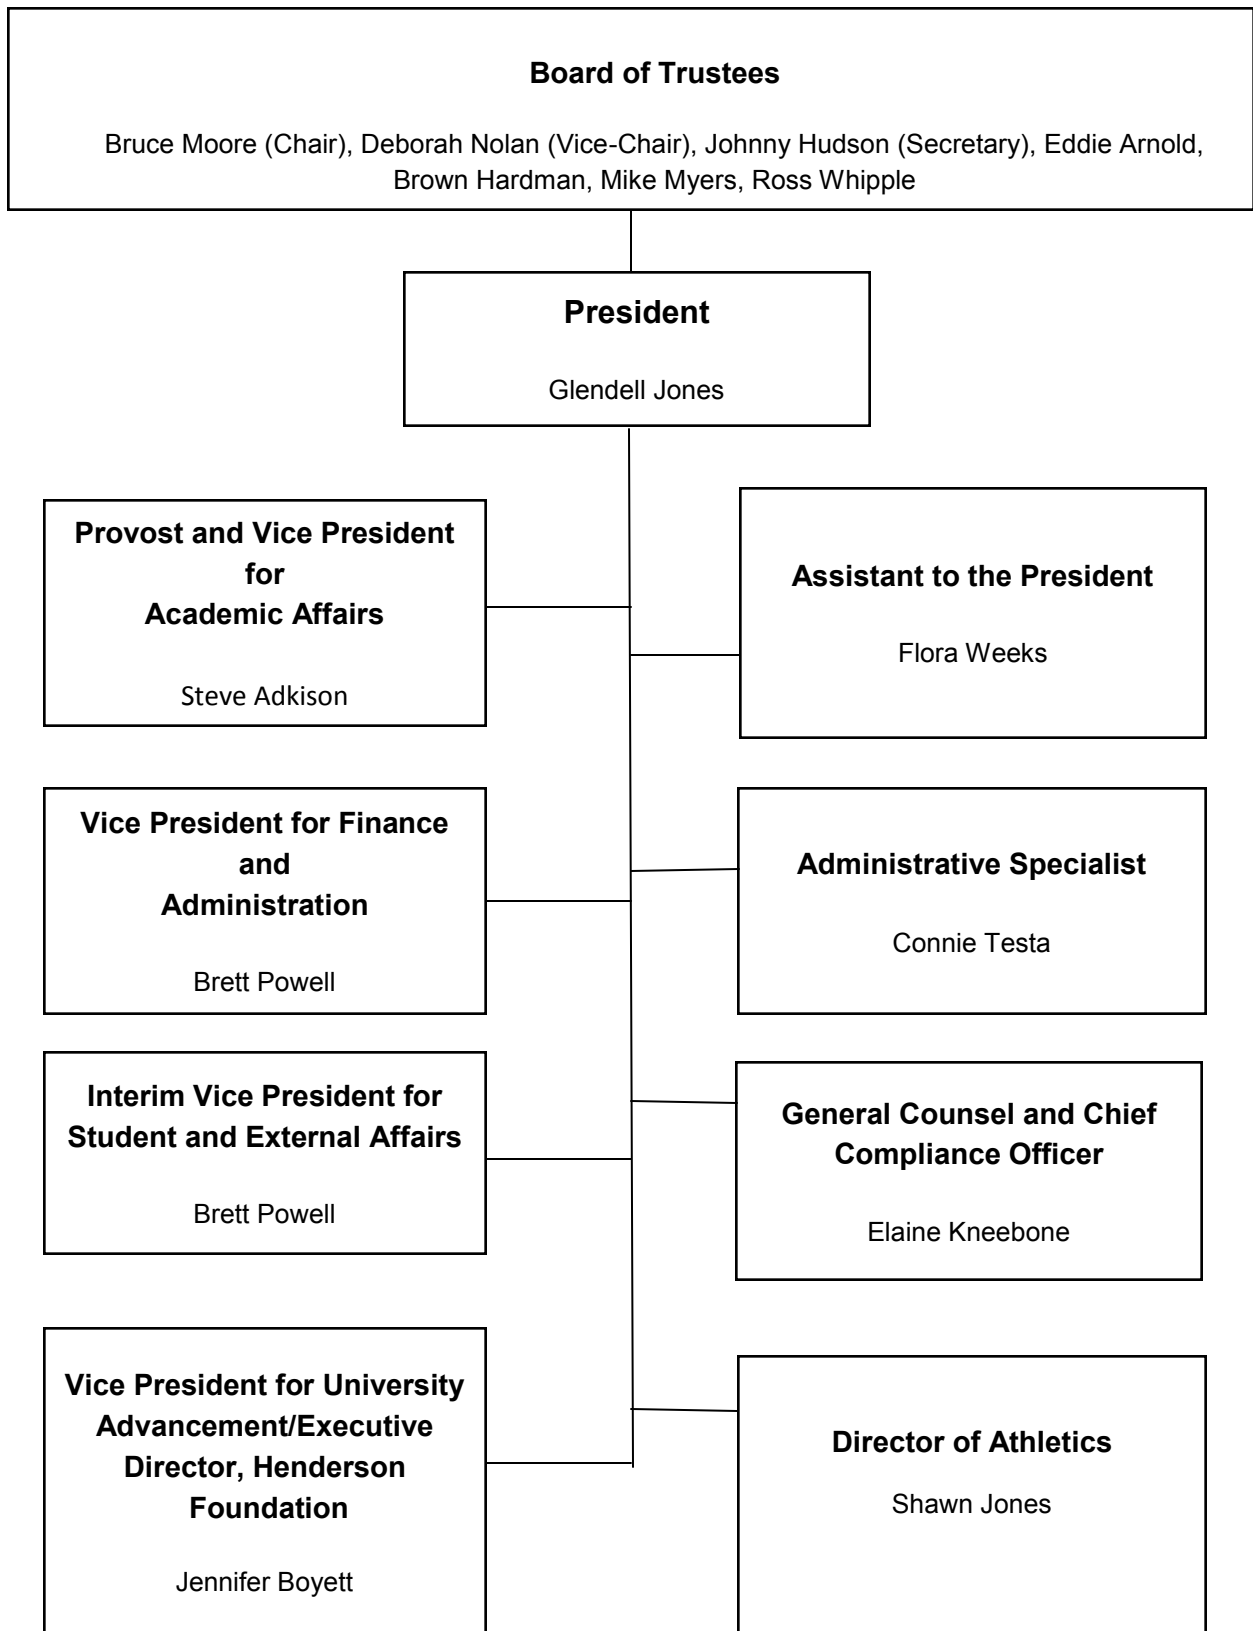 Board of Trustees
Bruce Moore (Chair), Deborah Nolan (Vice-Chair), Johnny Hudson (Secretary), Eddie Arnold,
Brown Hardman, Mike Myers, Ross Whipple
President
Glendell Jones
Provost and Vice President
for
Academic Affairs
Steve Adkison
Assistant to the President
Flora Weeks
Vice President for Finance
and
Administration
Brett Powell
Administrative Specialist
Connie Testa
Interim Vice President for
Student and External Affairs
Brett Powell
General Counsel and Chief
Compliance Officer
Elaine Kneebone
Vice President for University
Advancement/Executive
Director, Henderson
Foundation
Jennifer Boyett
Director of Athletics
Shawn Jones